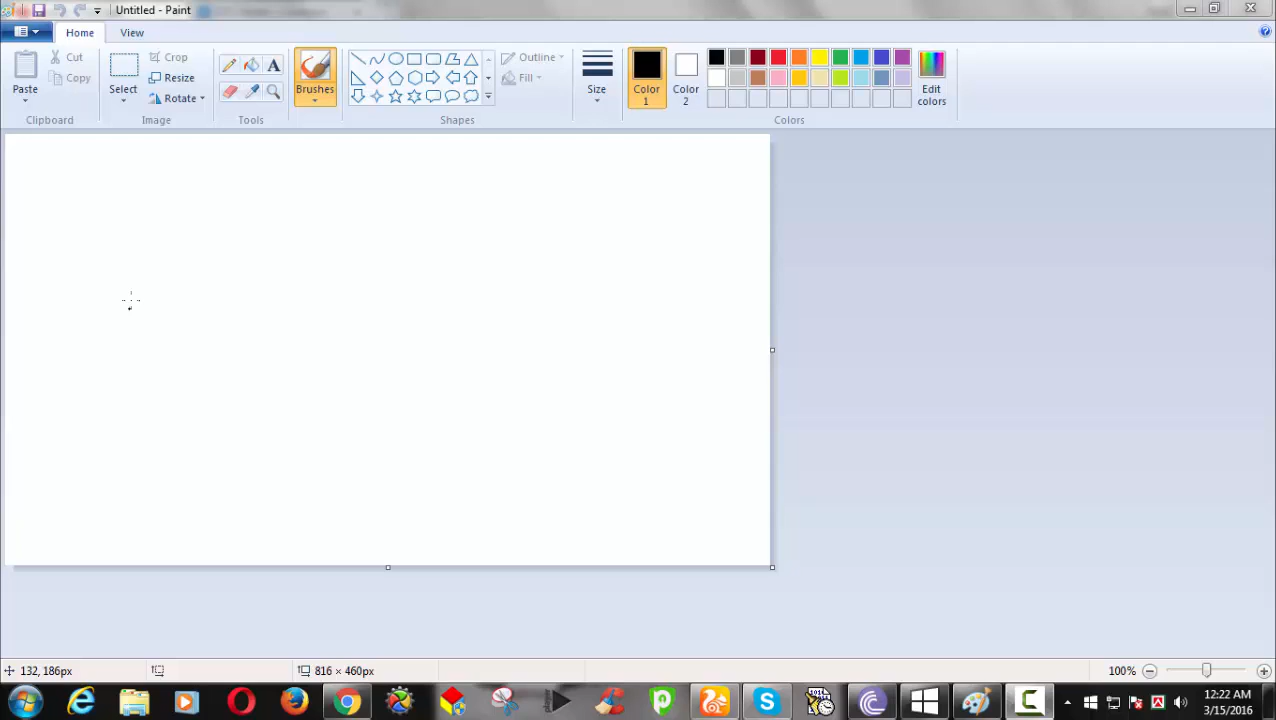 Untitled - Paint
Home
View
Paste
Cut
Copy
Clipboard
Select
Crop
Resize
Rotate
Image
A
Tools
Brushes
Shapes
Outline
Fill
Size
Color
1
Color
2
Edit
colors
Colors
132, 186px
816 × 460px
100%
12:22 AM
3/15/2016